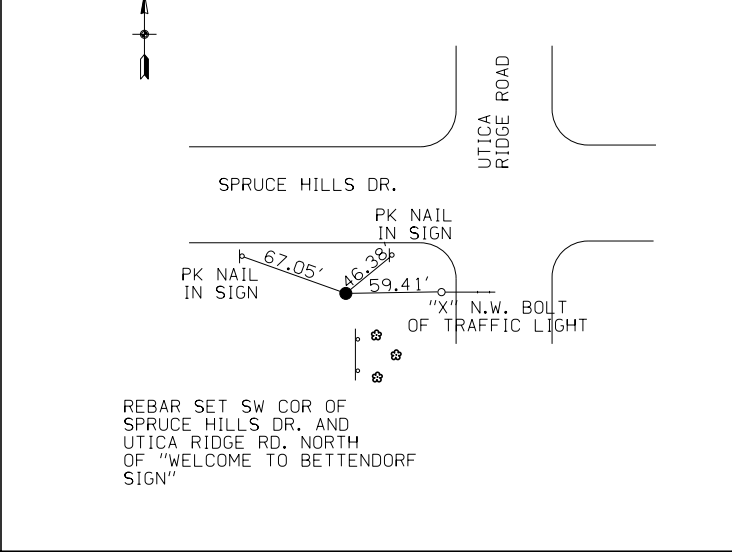 UTICA
RIDGE ROAD
SPRUCE HILLS DR.
PK NAIL
IN SIGN
67.05'
46.38'
59.41'
PK NAIL
IN SIGN
"X" N.W. BOLT
OF TRAFFIC LIGHT
REBAR SET SW COR OF
SPRUCE HILLS DR. AND
UTICA RIDGE RD. NORTH
OF "WELCOME TO BETTENDORF
SIGN"